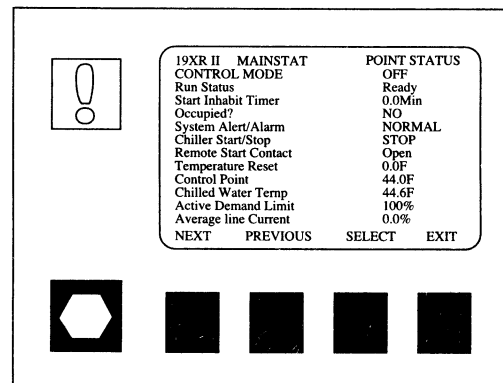 19XR II MAINSTAT POINT STATUS
CONTROL MODE OFF
Run Status Ready
Start Inhabit Timer 0.0Min
Occupied? NO
System Alert/Alarm NORMAL
Chiller Start/Stop STOP
Remote Start Contact Open
Temperature Reset 0.0F
Control Point 44.0F
Chilled Water Temp 44.6F
Active Demand Limit 100%
Average line Current 0.0%
NEXT PREVIOUS SELECT EXIT